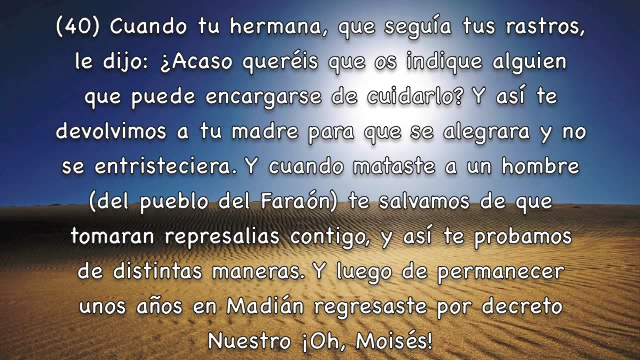 (40) Cuando tu hermana, que seguía tus rastros,
le dijo: ¿Acaso queréis que os indique alguien
que puede encargarse de cuidarlo? Y así te
devolvimos a tu madre para que se alegrara y no
se entristeciera. Y cuando mataste a un hombre
(del pueblo del Faraón) te salvamos de que
tomaran represalias contigo, y así te probamos
de distintas maneras. Y luego de permanecer
unos años en Madián regresaste por decreto
Nuestro ¡Oh, Moisés!